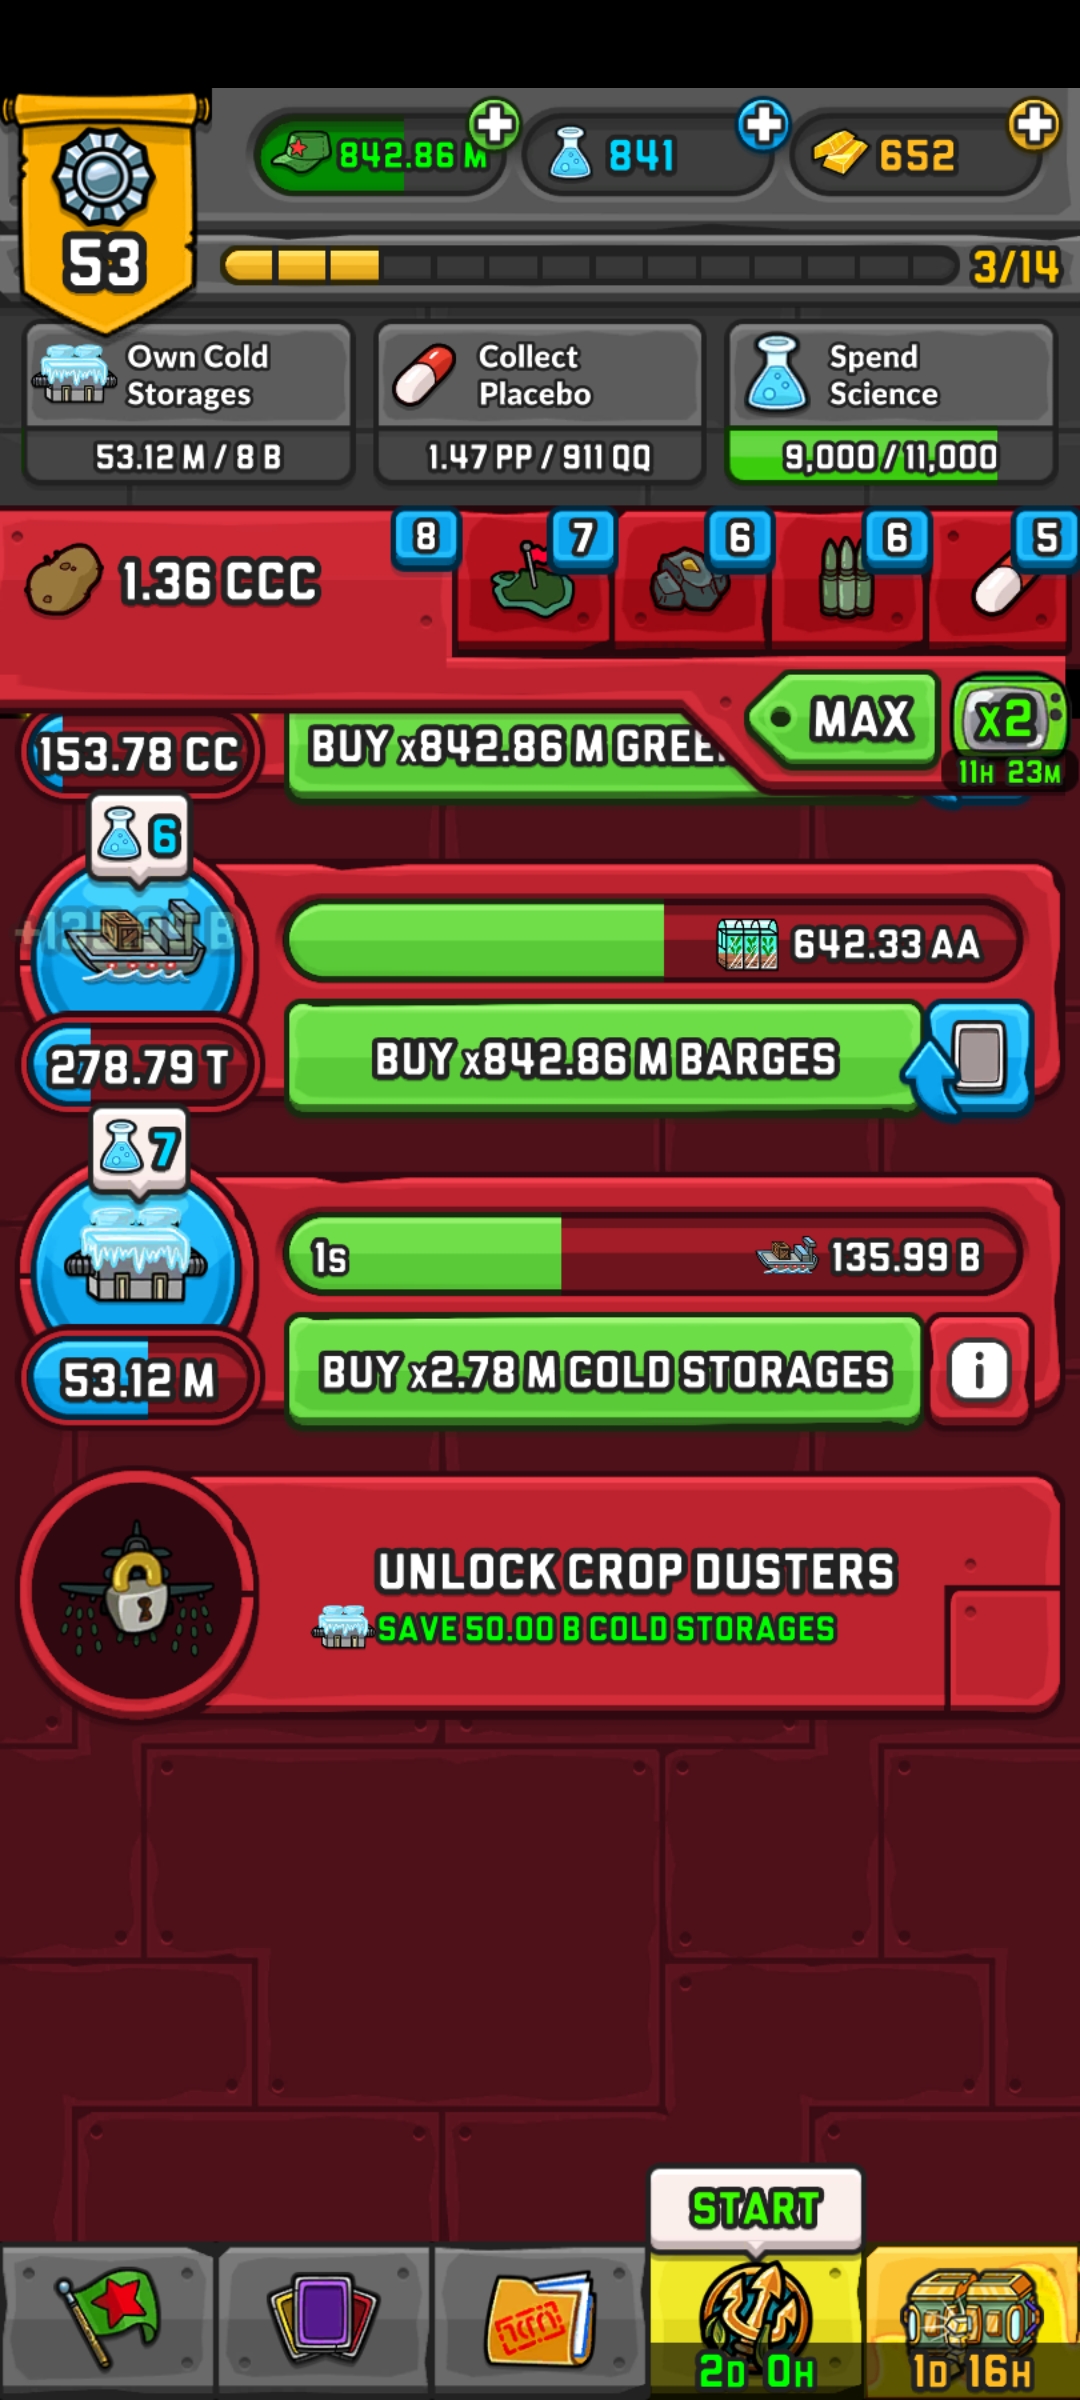 842.86 M
841
652
53
3/14
Own Cold
Storages
Collect
Placebo
Spend
Science
53.12 M / 8 B
1.47 PP / 911 QQ
9,000 / 11,000
1.36 CCC
8
7
6
6
5
MAX
x2
11H 23M
153.78 CC
BUY x842.86 M GREE
6
642.33 AA
278.79 T
BUY x842.86 M BARGES
7
1s
135.99 B
53.12 M
BUY x2.78 M COLD STORAGES
i
UNLOCK CROP DUSTERS
SAVE 50.00 B COLD STORAGES
START
2D 0H
1D 16H